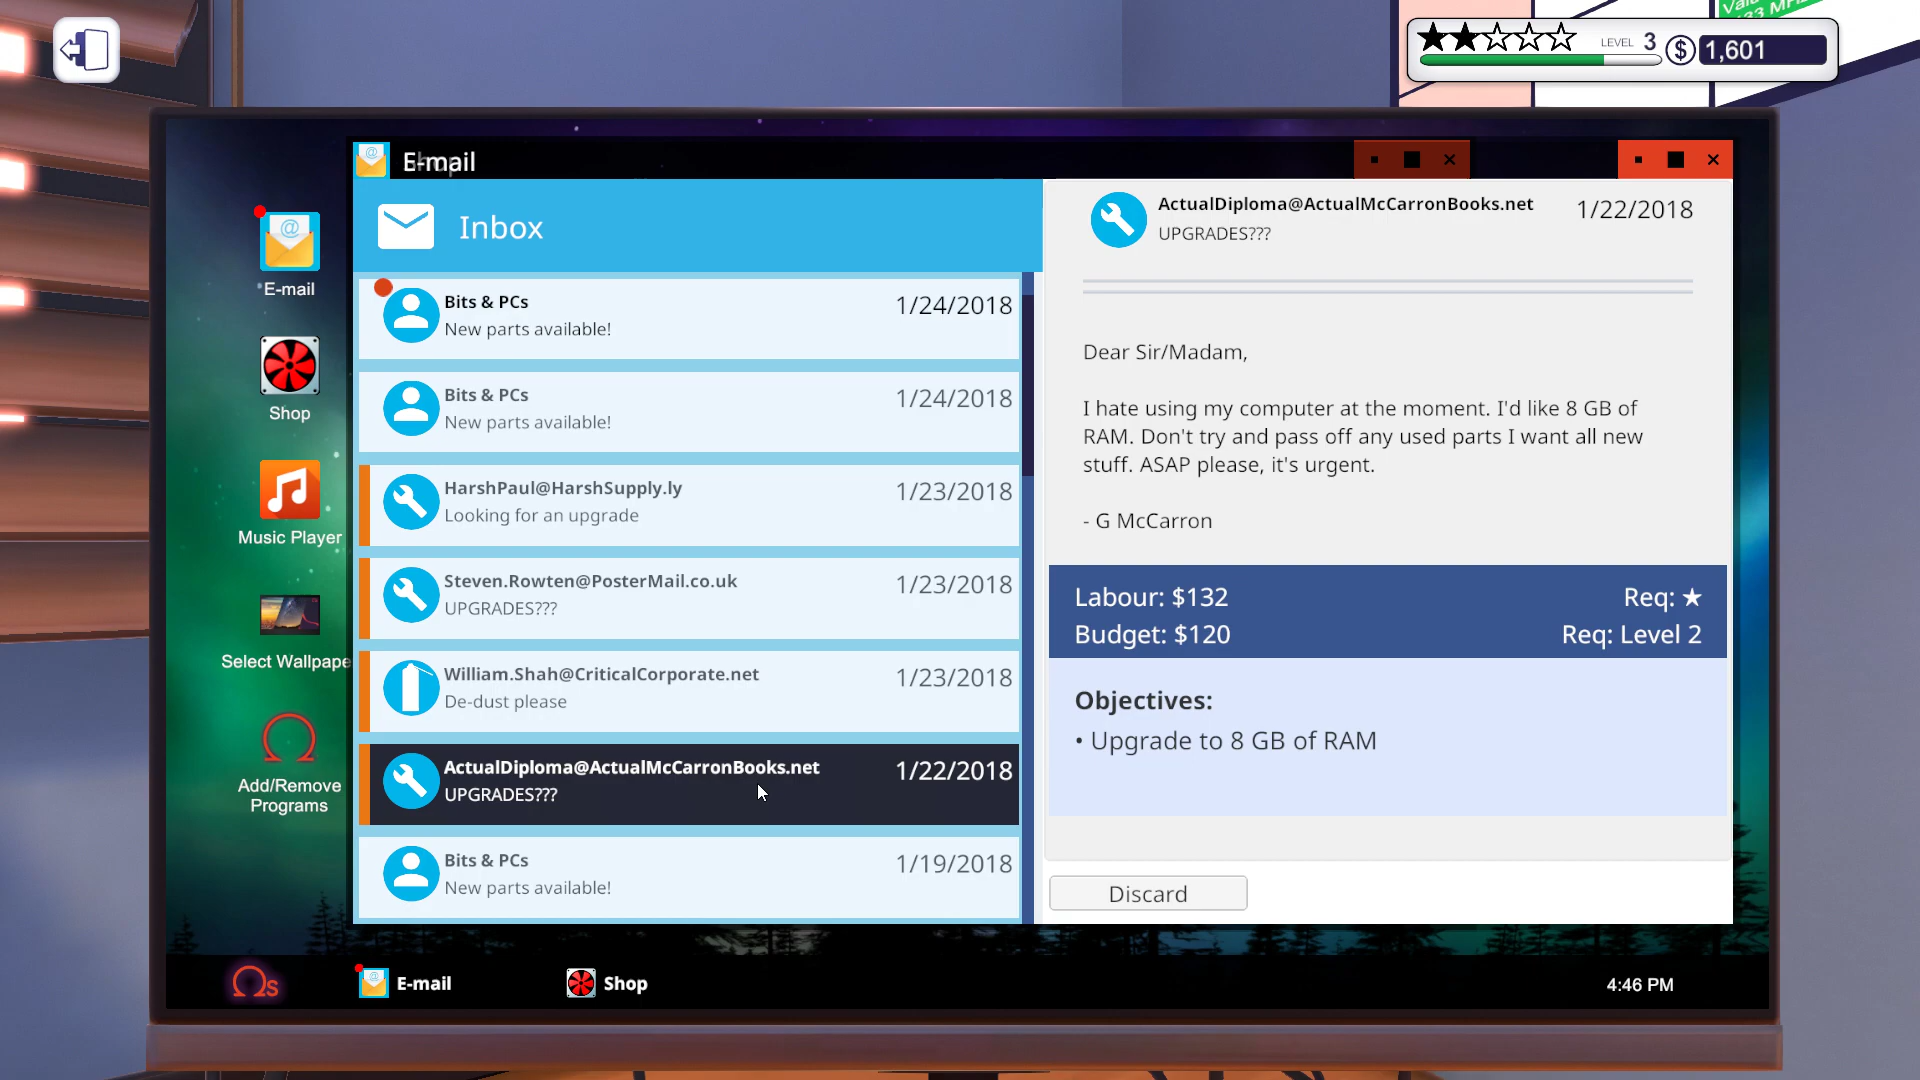 LEVEL 3
$ 1,601
E-mail
Inbox
Bits & PCs
1/24/2018
New parts available!
Bits & PCs
1/24/2018
New parts available!
HarshPaul@HarshSupply.ly
1/23/2018
Looking for an upgrade
Steven.Rowten@PosterMail.co.uk
1/23/2018
UPGRADES???
William.Shah@CriticalCorporate.net
1/23/2018
De-dust please
ActualDiploma@ActualMcCarronBooks.net
1/22/2018
UPGRADES???
Bits & PCs
1/19/2018
New parts available!
ActualDiploma@ActualMcCarronBooks.net
1/22/2018
UPGRADES???
Dear Sir/Madam,
I hate using my computer at the moment. I'd like 8 GB of
RAM. Don't try and pass off any used parts I want all new
stuff. ASAP please, it's urgent.
- G McCarron
Labour: $132
Req: ★
Budget: $120
Req: Level 2
Objectives:
• Upgrade to 8 GB of RAM
Discard
E-mail
Shop
Music Player
Select Wallpape
Add/Remove
Programs
Ωs
E-mail
Shop
4:46 PM